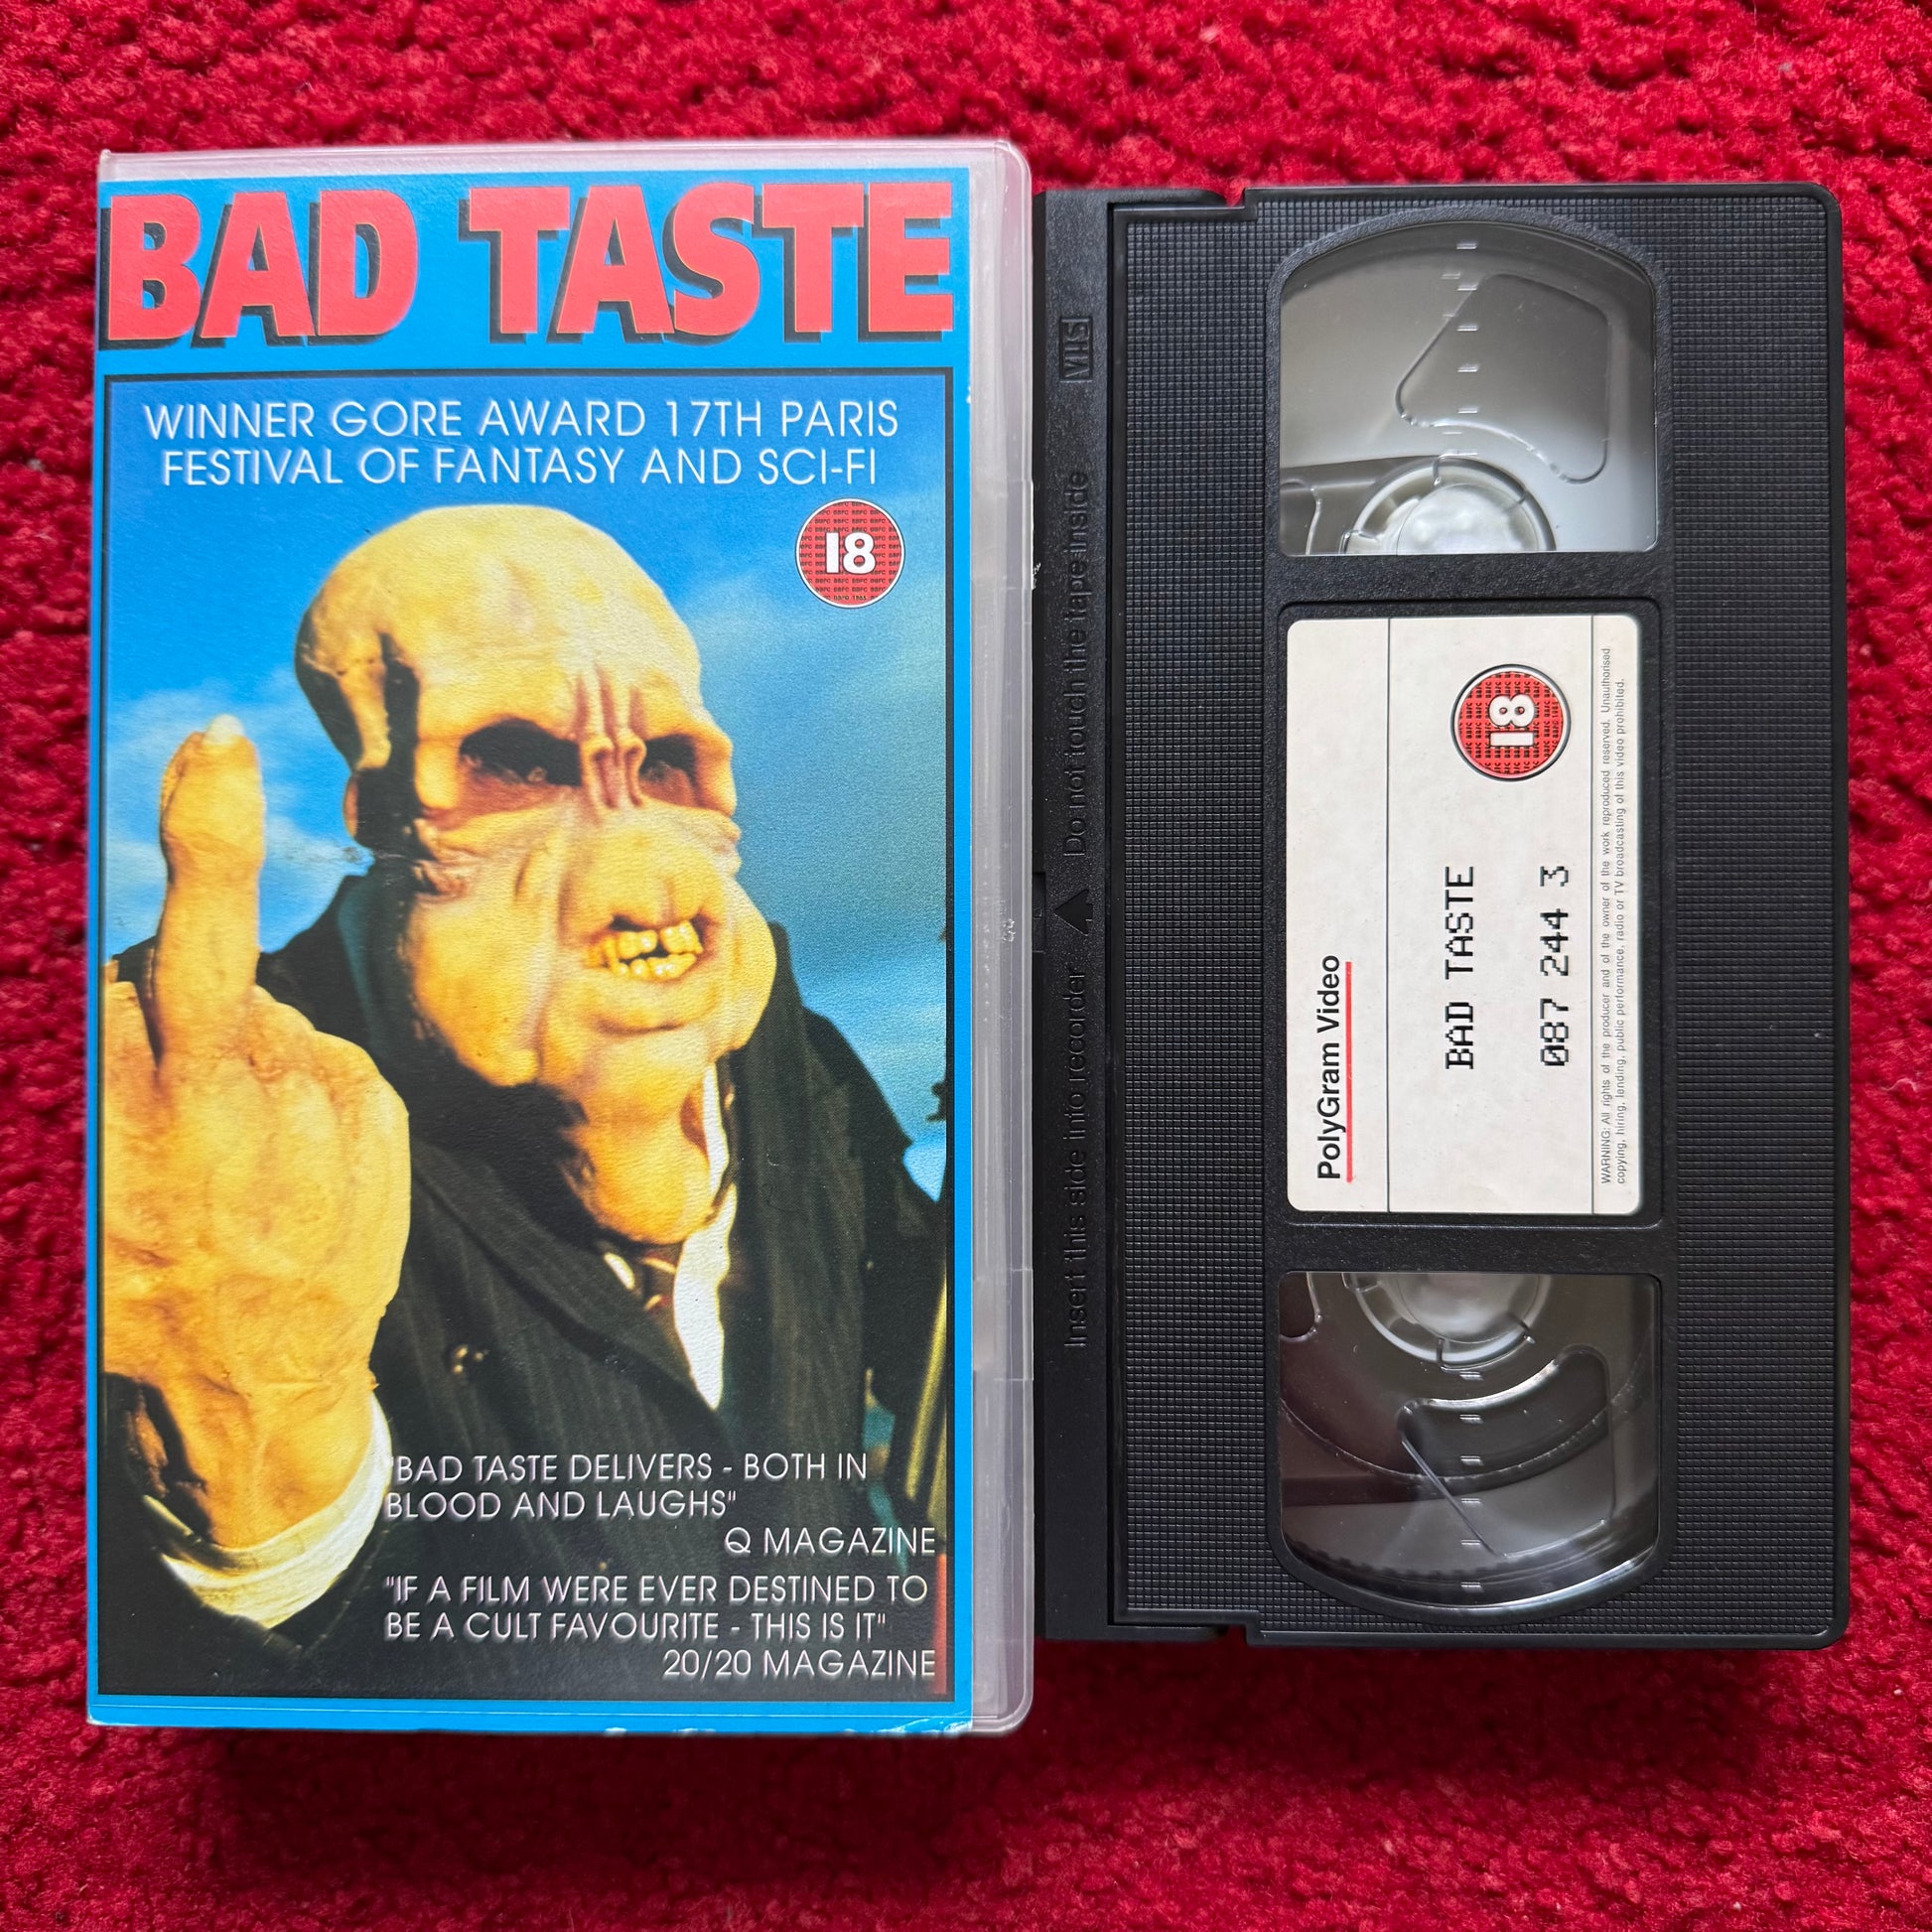 BAD TASTE
WINNER GORE AWARD 17TH PARIS
FESTIVAL OF FANTASY AND SCI-FI
18
"BAD TASTE DELIVERS - BOTH IN
BLOOD AND LAUGHS"
Q MAGAZINE
"IF A FILM WERE EVER DESTINED TO
BE A CULT FAVOURITE - THIS IS IT"
20/20 MAGAZINE
VHS
Insert this side into recorder ▲ Do not touch the tape inside
PolyGram Video
18
BAD TASTE
087 244 3
WARNING: All rights of the producer and of the owner of the work reproduced reserved. Unauthorised
copying, hiring, lending, public performance, radio or TV broadcasting of this video prohibited.